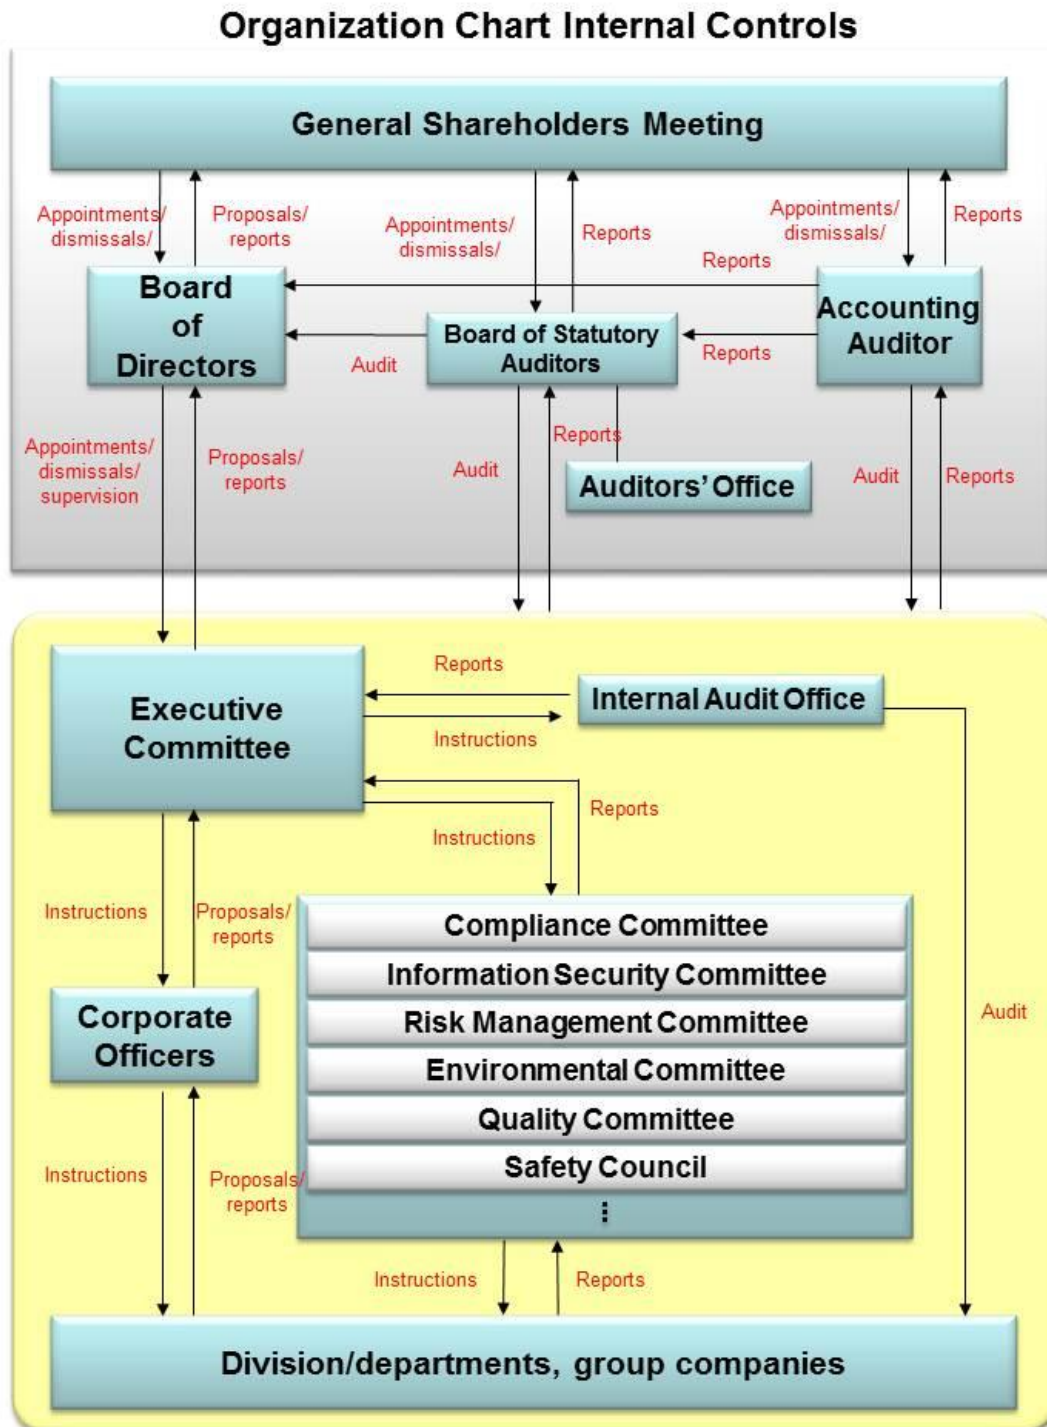 Organization Chart Internal Controls
General Shareholders Meeting
Appointments/
dismissals/
Proposals/
reports
Appointments/
dismissals/
Reports
Appointments/
dismissals/
Reports
Reports
Board
of
Directors
Board of Statutory
Auditors
Accounting
Auditor
Audit
Reports
Appointments/
dismissals/
supervision
Proposals/
reports
Audit
Reports
Auditors' Office
Audit
Reports
Executive
Committee
Reports
Instructions
Internal Audit Office
Reports
Instructions
Instructions
Proposals/
reports
Compliance Committee
Information Security Committee
Risk Management Committee
Environmental Committee
Quality Committee
Safety Council
⋮
Audit
Corporate
Officers
Instructions
Proposals/
reports
Instructions
Reports
Division/departments, group companies